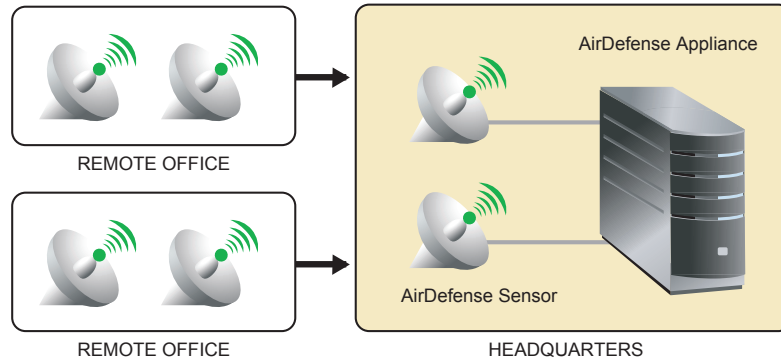 AirDefense Appliance
REMOTE OFFICE
AirDefense Sensor
REMOTE OFFICE
HEADQUARTERS